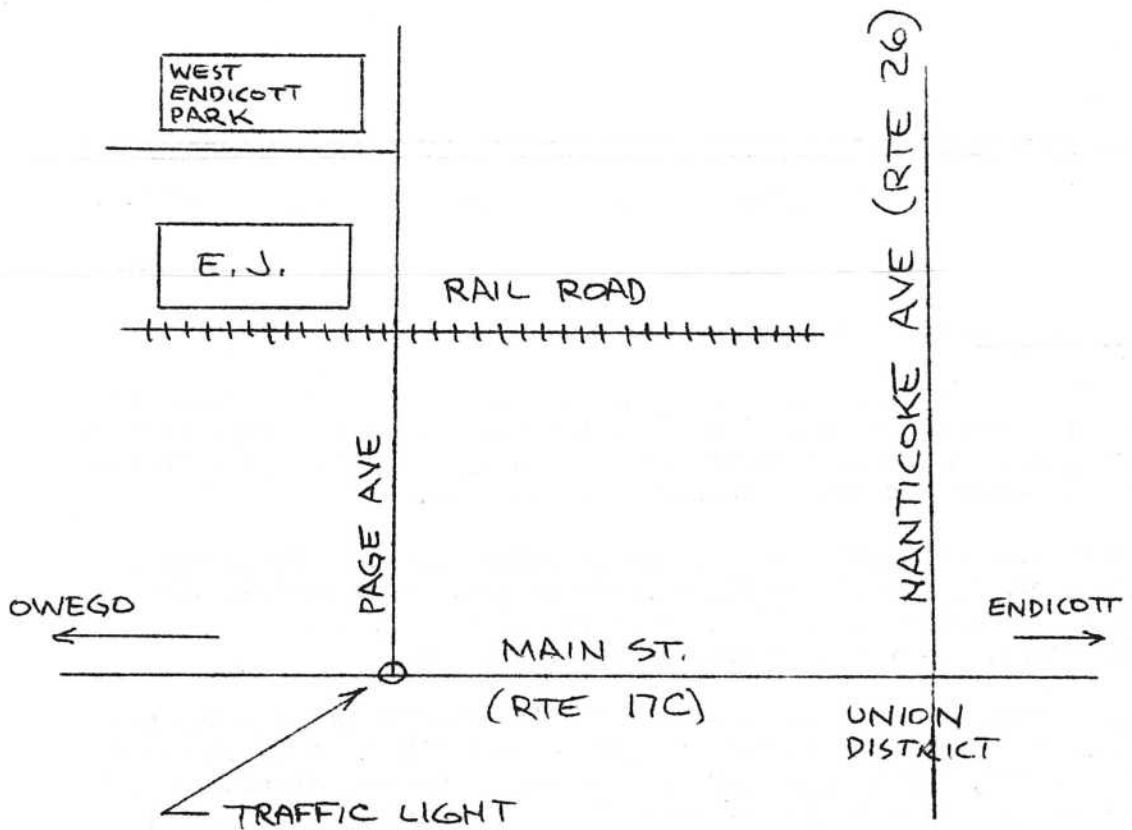 WEST
ENDICOTT
PARK
E. J.
RAIL ROAD
PAGE AVE
NANTICOKE AVE (RTE 26)
OWEGO
ENDICOTT
MAIN ST.
(RTE 17C)
UNION
DISTRICT
TRAFFIC LIGHT